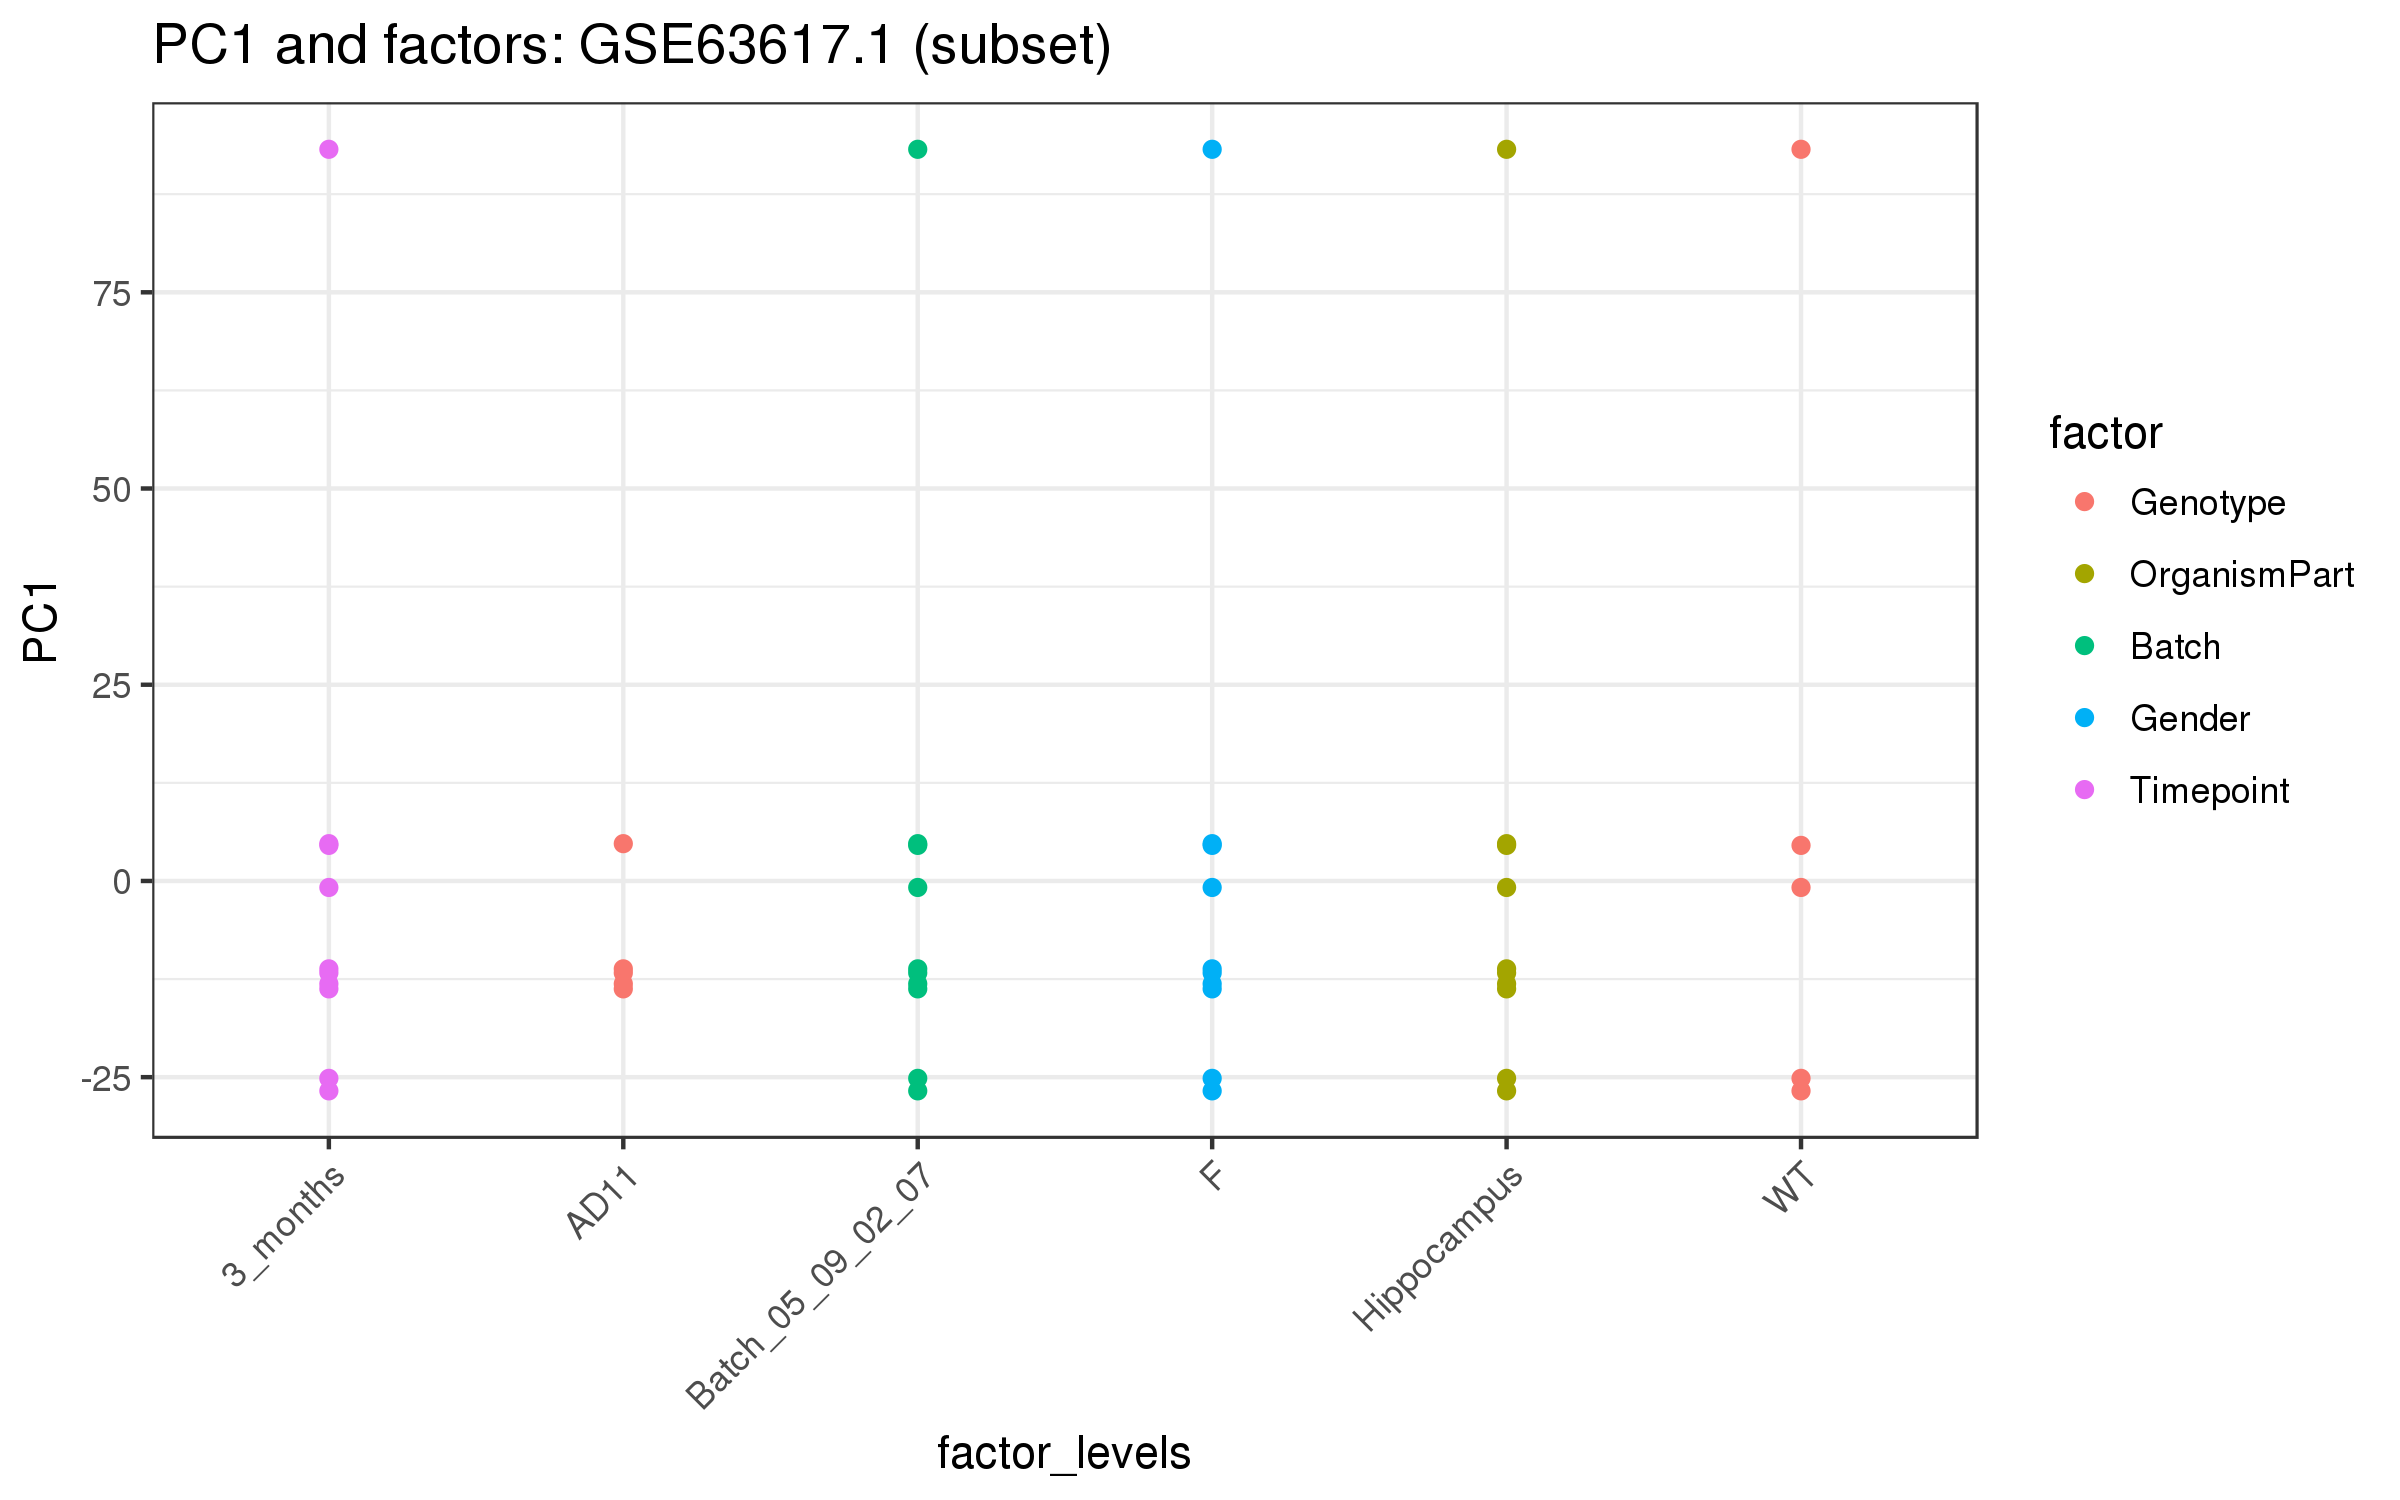 PC1 and factors: GSE63617.1 (subset)
PC1
75
50
25
0
-25
3_months
AD11
Batch_05_09_02_07
F
Hippocampus
WT
factor_levels
factor
Genotype
OrganismPart
Batch
Gender
Timepoint